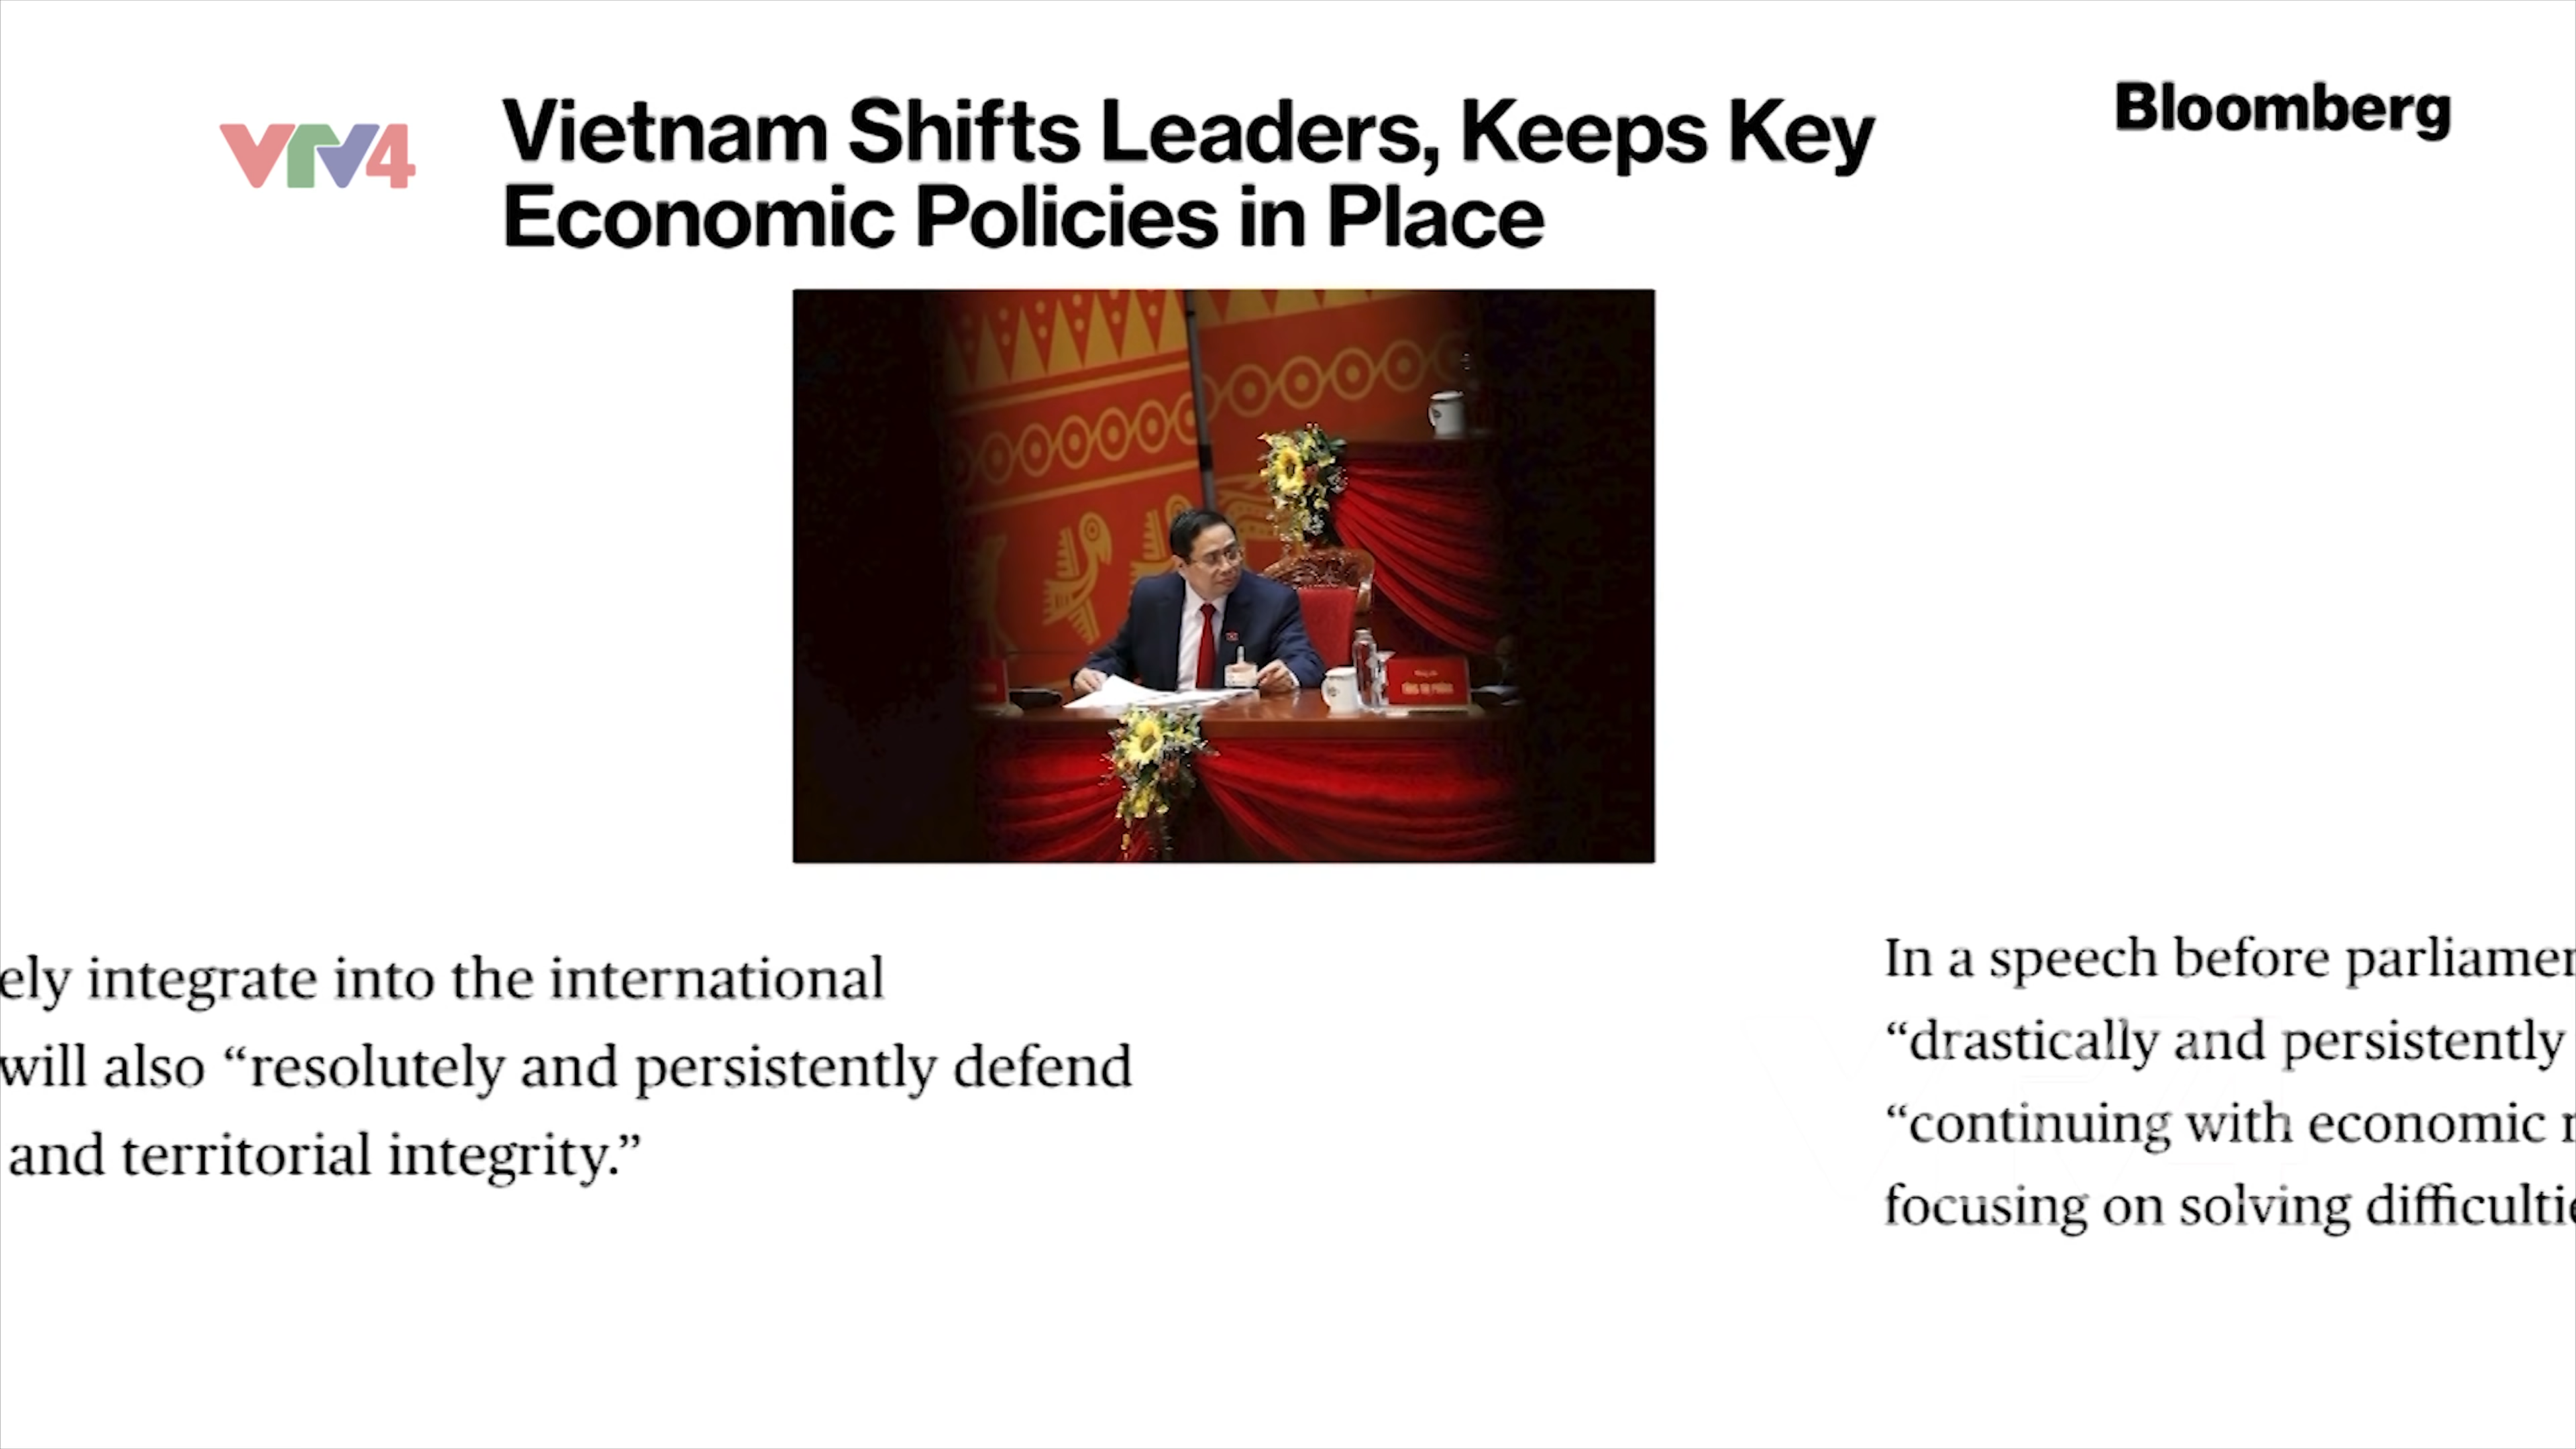 VTV4
Vietnam Shifts Leaders, Keeps Key
Economic Policies in Place
Bloomberg
ely integrate into the international
will also “resolutely and persistently defend
and territorial integrity.”
In a speech before parliamen
“drastically and persistently
“continuing with economic r
focusing on solving difficultie